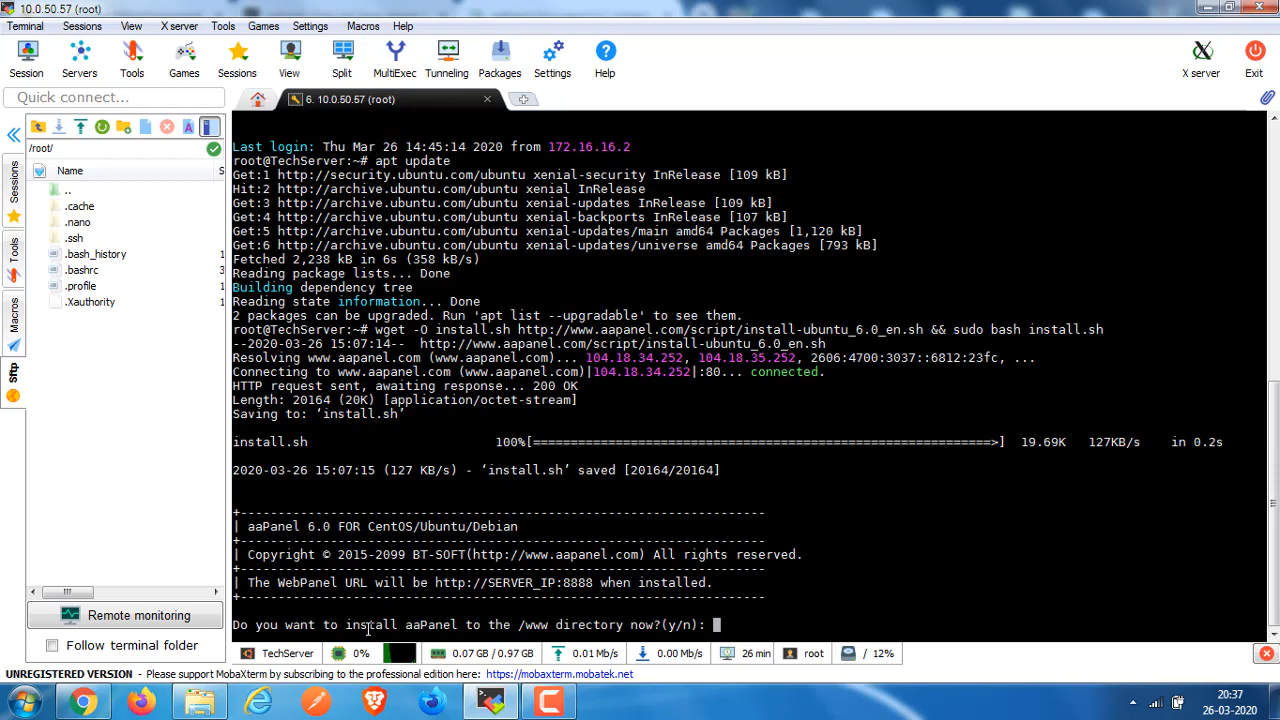 10.0.50.57 (root)
Terminal Sessions View X server Tools Games Settings Macros Help
Session Servers Tools Games Sessions View Split MultiExec Tunneling Packages Settings Help X server Exit
Quick connect...
6. 10.0.50.57 (root)
/root/
Name S
..
.cache
.nano
.ssh
.bash_history 1
.bashrc 3
.profile 1
.Xauthority 1
Sessions
Tools
Macros
Sftp
Remote monitoring
Follow terminal folder
Last login: Thu Mar 26 14:45:14 2020 from 172.16.16.2
root@TechServer:~# apt update
Get:1 http://security.ubuntu.com/ubuntu xenial-security InRelease [109 kB]
Hit:2 http://archive.ubuntu.com/ubuntu xenial InRelease
Get:3 http://archive.ubuntu.com/ubuntu xenial-updates InRelease [109 kB]
Get:4 http://archive.ubuntu.com/ubuntu xenial-backports InRelease [107 kB]
Get:5 http://archive.ubuntu.com/ubuntu xenial-updates/main amd64 Packages [1,120 kB]
Get:6 http://archive.ubuntu.com/ubuntu xenial-updates/universe amd64 Packages [793 kB]
Fetched 2,238 kB in 6s (358 kB/s)
Reading package lists... Done
Building dependency tree
Reading state information... Done
2 packages can be upgraded. Run 'apt list --upgradable' to see them.
root@TechServer:~# wget -O install.sh http://www.aapanel.com/script/install-ubuntu_6.0_en.sh && sudo bash install.sh
--2020-03-26 15:07:14-- http://www.aapanel.com/script/install-ubuntu_6.0_en.sh
Resolving www.aapanel.com (www.aapanel.com)... 104.18.34.252, 104.18.35.252, 2606:4700:3037::6812:23fc, ...
Connecting to www.aapanel.com (www.aapanel.com)|104.18.34.252|:80... connected.
HTTP request sent, awaiting response... 200 OK
Length: 20164 (20K) [application/octet-stream]
Saving to: ‘install.sh’
install.sh 100%[=============================================================>] 19.69K 127KB/s in 0.2s
2020-03-26 15:07:15 (127 KB/s) - ‘install.sh’ saved [20164/20164]
+----------------------------------------------------------------------
| aaPanel 6.0 FOR CentOS/Ubuntu/Debian
+----------------------------------------------------------------------
| Copyright © 2015-2099 BT-SOFT(http://www.aapanel.com) All rights reserved.
+----------------------------------------------------------------------
| The WebPanel URL will be http://SERVER_IP:8888 when installed.
+----------------------------------------------------------------------
Do you want to install aaPanel to the /www directory now?(y/n):
TechServer 0% 0.07 GB / 0.97 GB 0.01 Mb/s 0.00 Mb/s 26 min root / 12%
UNREGISTERED VERSION - Please support MobaXterm by subscribing to the professional edition here: https://mobaxterm.mobatek.net
20:37
26-03-2020